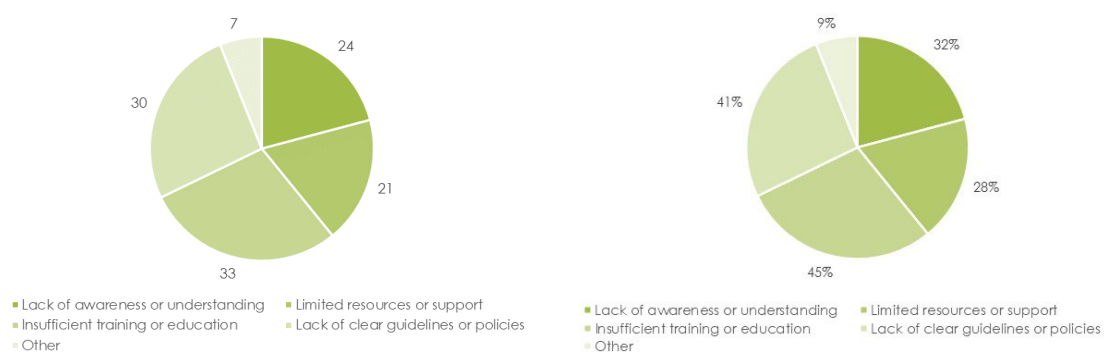 7
24
30
21
33
Lack of awareness or understanding Limited resources or support
Insufficient training or education Lack of clear guidelines or policies
Other
9%
32%
41%
28%
45%
Lack of awareness or understanding Limited resources or support
Insufficient training or education Lack of clear guidelines or policies
Other